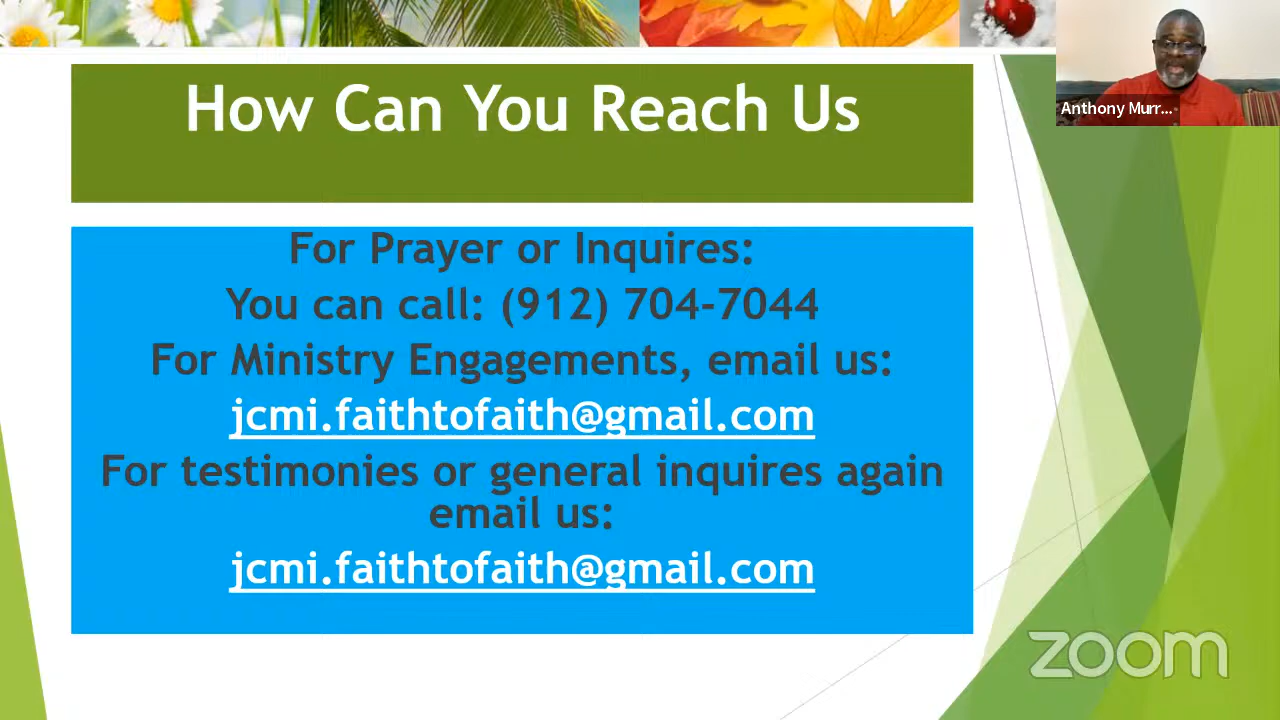 How Can You Reach Us
Anthony Murr...
For Prayer or Inquires:
You can call: (912) 704-7044
For Ministry Engagements, email us:
jcmi.faithtofaith@gmail.com
For testimonies or general inquires again
email us:
jcmi.faithtofaith@gmail.com
zoom